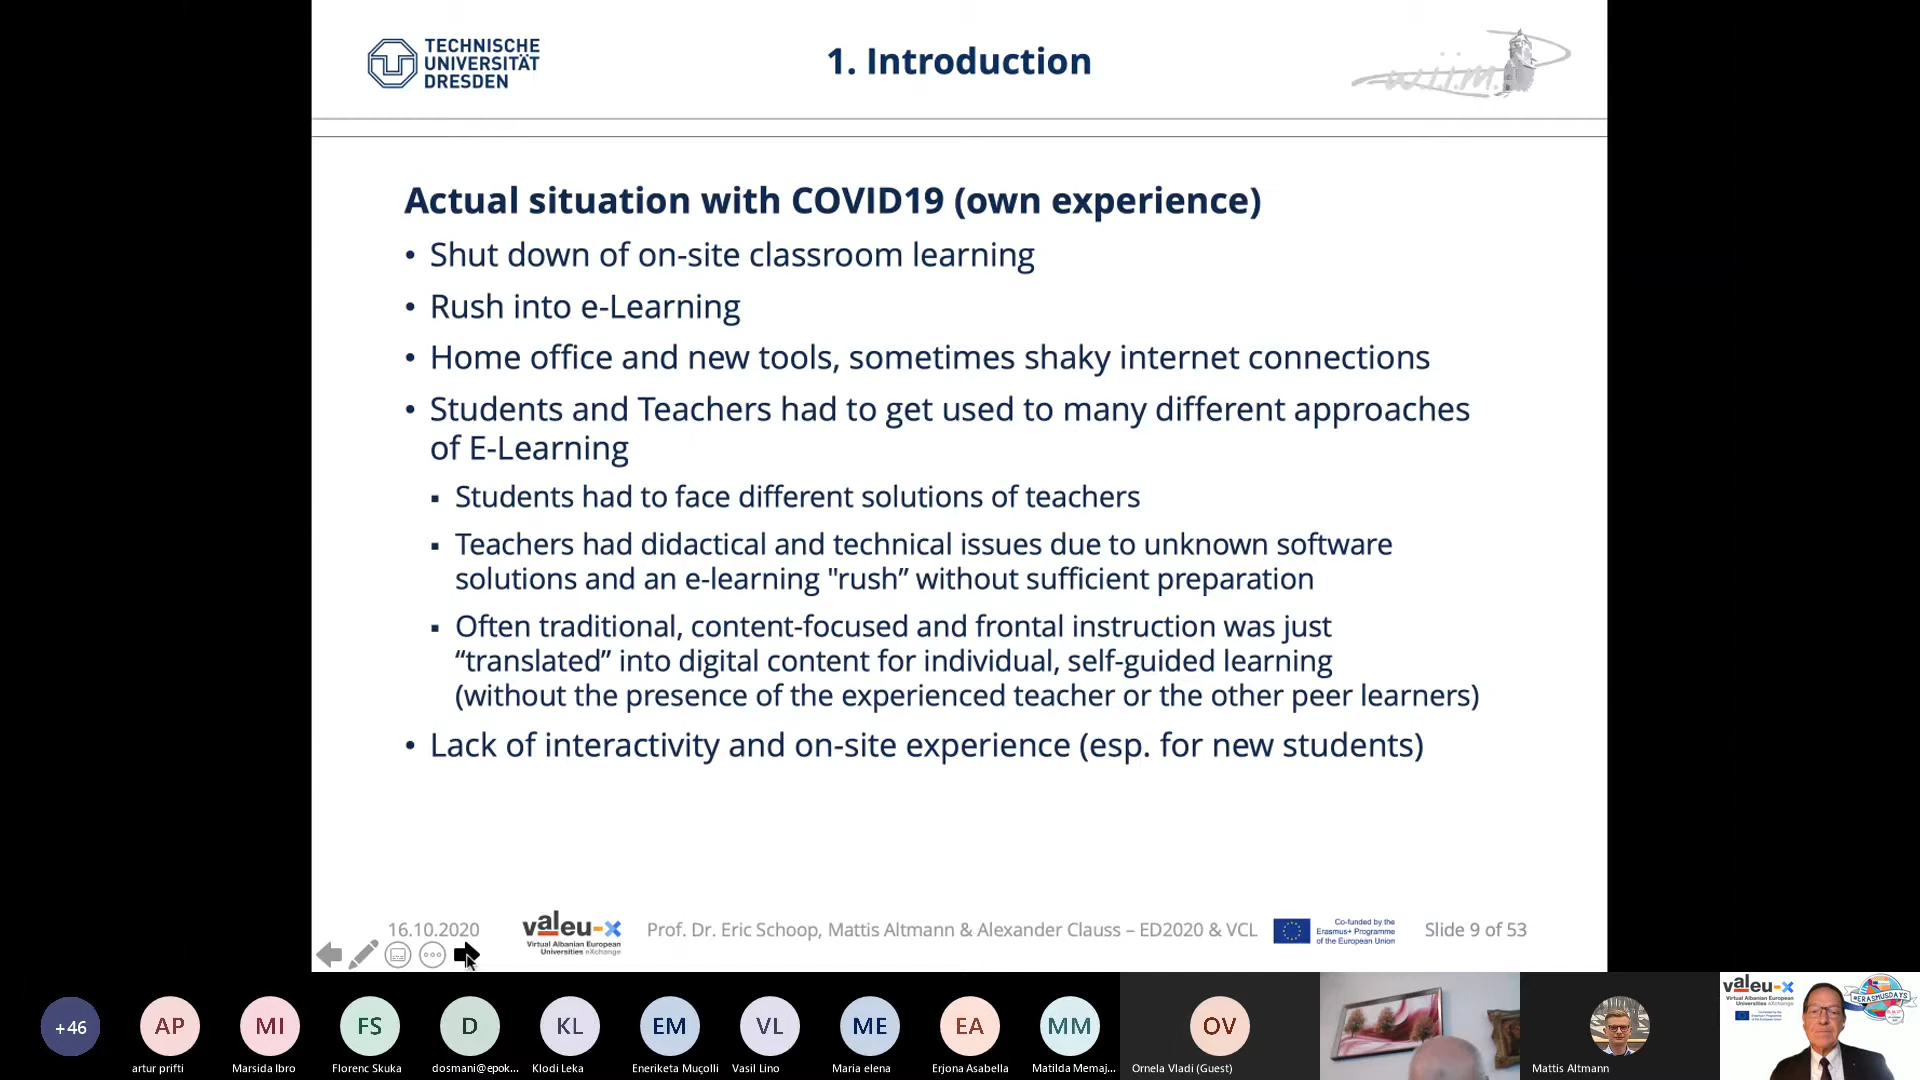 TECHNISCHE
UNIVERSITÄT
DRESDEN
1. Introduction
w.i.i.m.
Actual situation with COVID19 (own experience)
• Shut down of on-site classroom learning
• Rush into e-Learning
• Home office and new tools, sometimes shaky internet connections
• Students and Teachers had to get used to many different approaches
of E-Learning
▪ Students had to face different solutions of teachers
▪ Teachers had didactical and technical issues due to unknown software
solutions and an e-learning "rush” without sufficient preparation
▪ Often traditional, content-focused and frontal instruction was just
“translated” into digital content for individual, self-guided learning
(without the presence of the experienced teacher or the other peer learners)
• Lack of interactivity and on-site experience (esp. for new students)
16.10.2020
valeu-x
Virtual Albanian European
Universities eXchange
Prof. Dr. Eric Schoop, Mattis Altmann & Alexander Clauss – ED2020 & VCL
Co-funded by the
Erasmus+ Programme
of the European Union
Slide 9 of 53
+46
AP
MI
FS
D
KL
EM
VL
ME
EA
MM
OV
artur prifti
Marsida Ibro
Florenc Skuka
dosmani@epok...
Klodi Leka
Eneriketa Muçolli
Vasil Lino
Maria elena
Erjona Asabella
Matilda Memaj...
Ornela Vladi (Guest)
Mattis Altmann
valeu-x
Virtual Albanian European
Universities eXchange
#ERASMUSDAYS